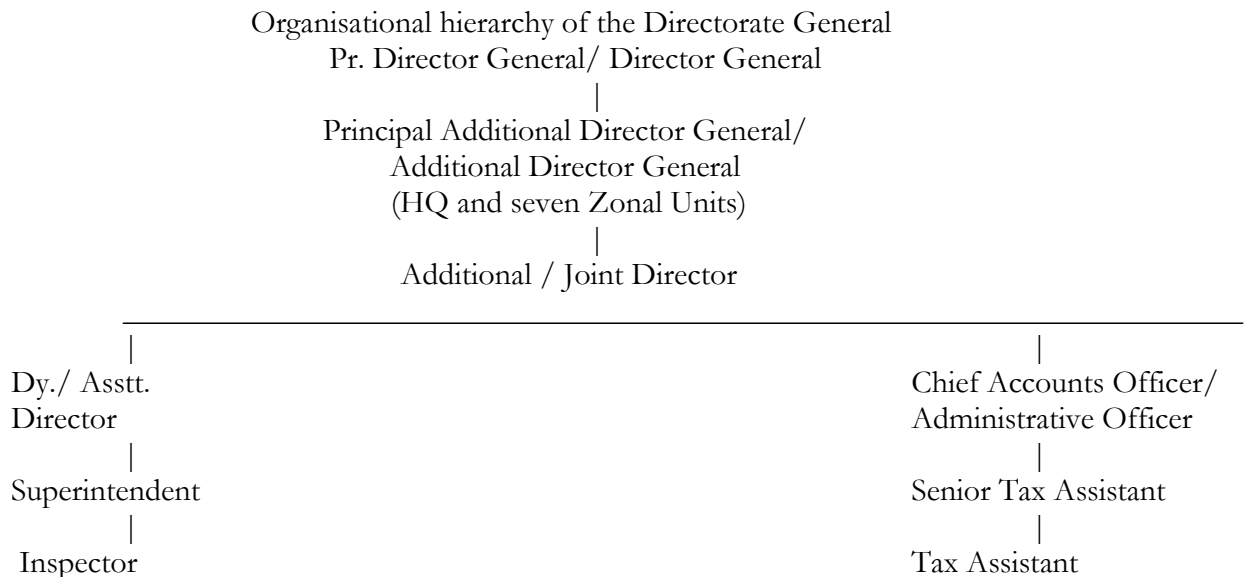 Organisational hierarchy of the Directorate General
Pr. Director General/ Director General
|
Principal Additional Director General/
Additional Director General
(HQ and seven Zonal Units)
|
Additional / Joint Director
|
|
Dy./ Asstt.
Chief Accounts Officer/
Director
Administrative Officer
|
|
Superintendent
Senior Tax Assistant
|
|
Inspector
Tax Assistant